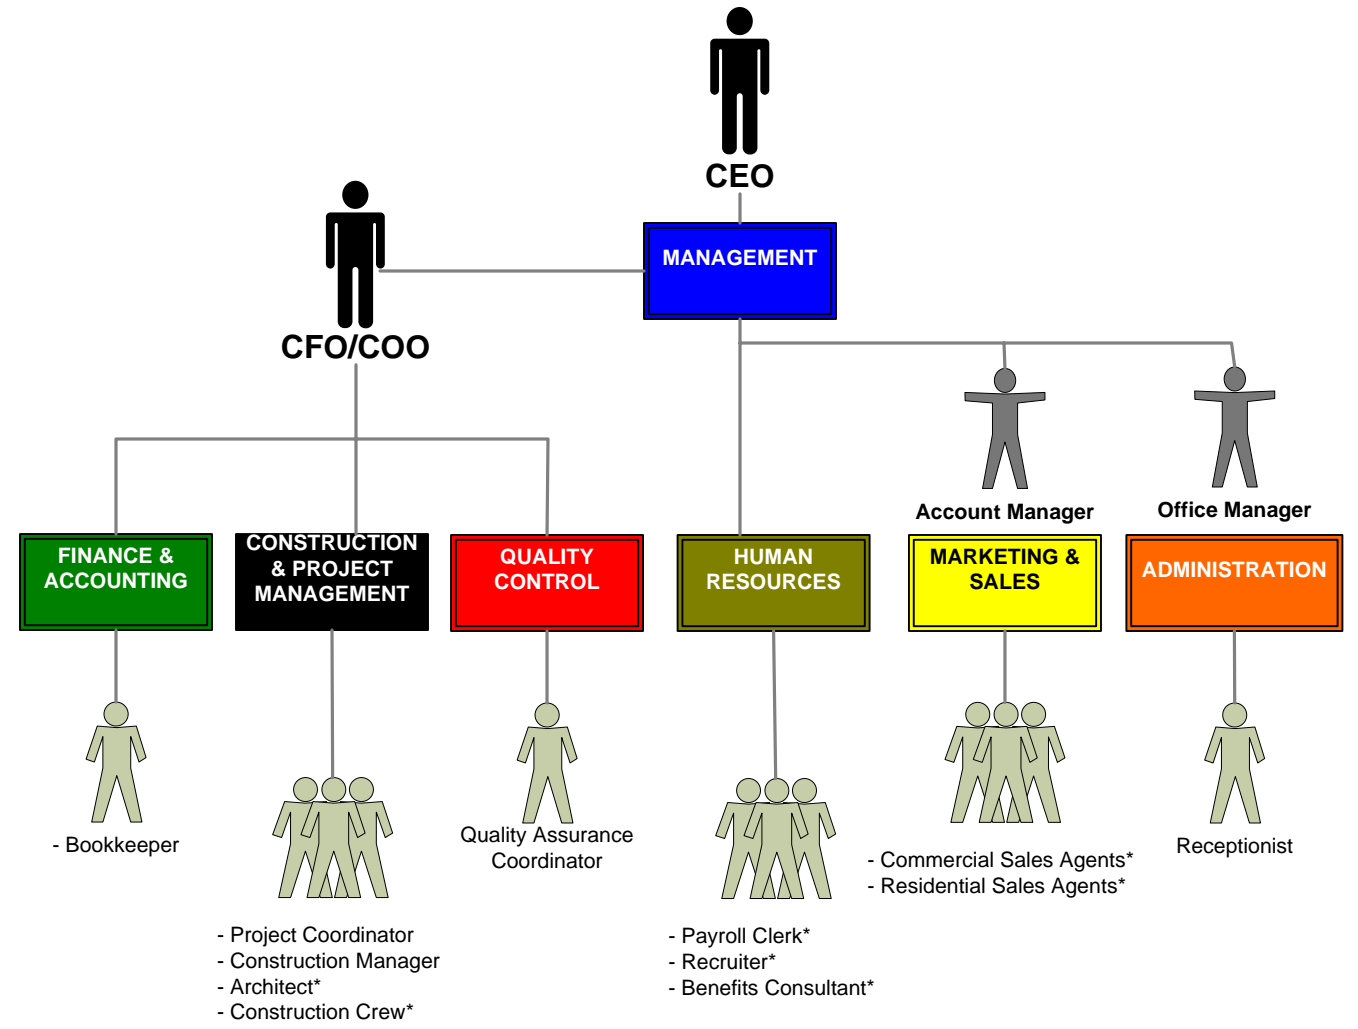 CEO
MANAGEMENT
CFO/COO
Account Manager
Office Manager
FINANCE &
ACCOUNTING
CONSTRUCTION
& PROJECT
MANAGEMENT
QUALITY
CONTROL
HUMAN
RESOURCES
MARKETING &
SALES
ADMINISTRATION
- Bookkeeper
- Project Coordinator
- Construction Manager
- Architect*
- Construction Crew*
Quality Assurance
Coordinator
- Payroll Clerk*
- Recruiter*
- Benefits Consultant*
- Commercial Sales Agents*
- Residential Sales Agents*
Receptionist